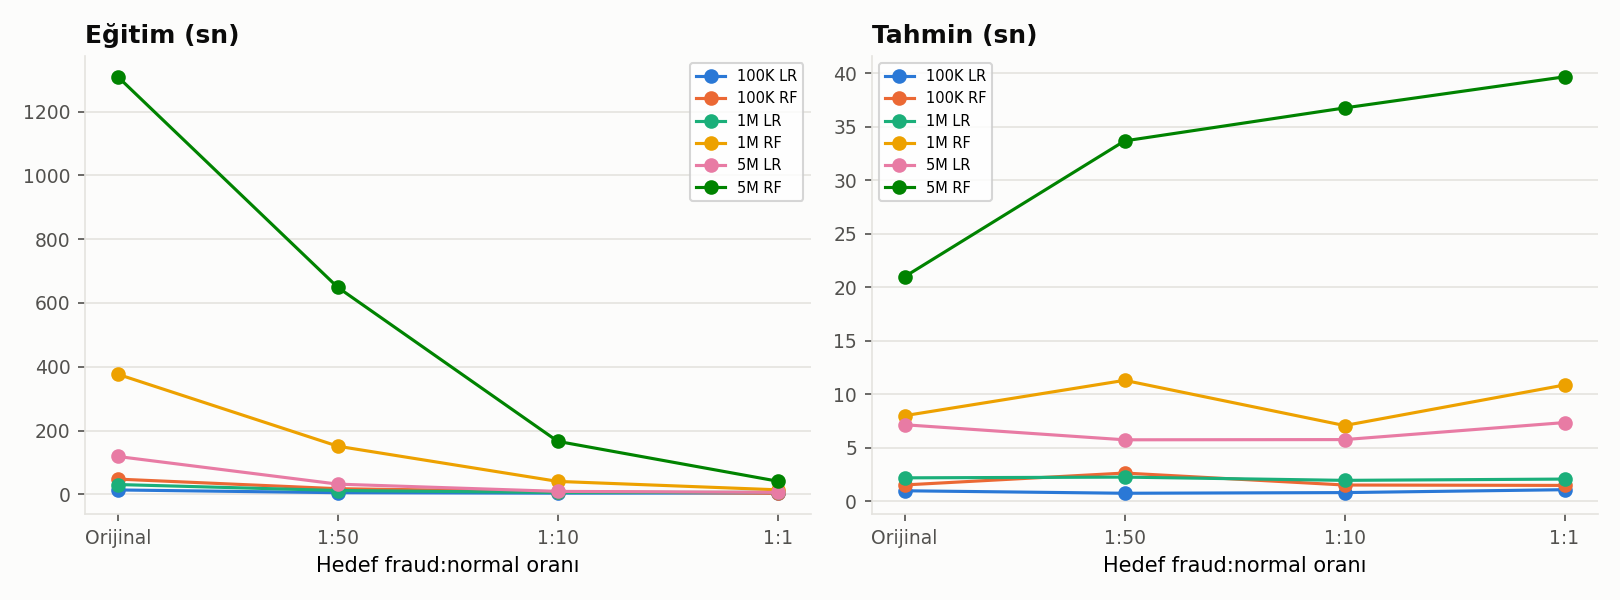 Eğitim (sn)
1200
1000
800
600
400
200
0
100K LR
100K RF
1M LR
1M RF
5M LR
5M RF
Orijinal 1:50 1:10 1:1
Hedef fraud:normal oranı
Tahmin (sn)
40
35
30
25
20
15
10
5
0
100K LR
100K RF
1M LR
1M RF
5M LR
5M RF
Orijinal 1:50 1:10 1:1
Hedef fraud:normal oranı